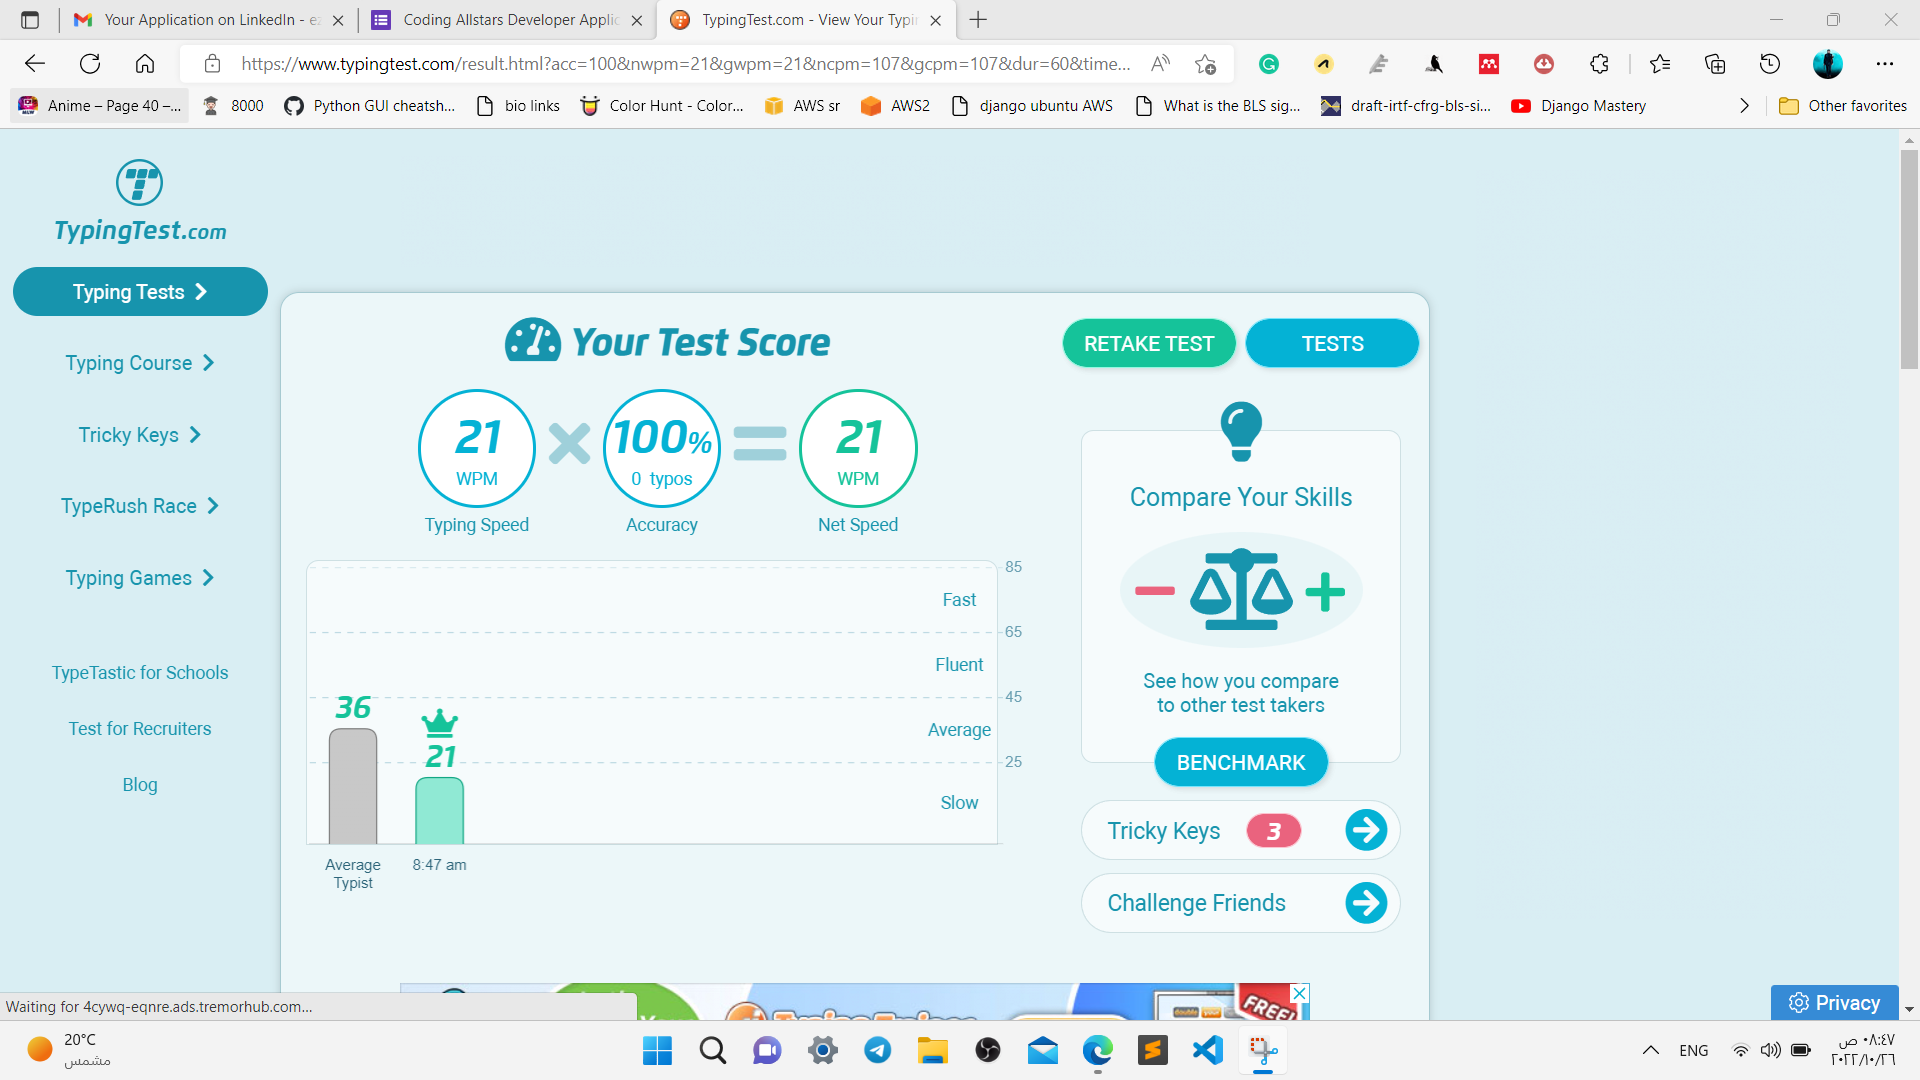 Your Application on LinkedIn - ez
Coding Allstars Developer Applic
TypingTest.com - View Your Typin
https://www.typingtest.com/result.html?acc=100&nwpm=21&gwpm=21&ncpm=107&gcpm=107&dur=60&time...
Anime – Page 40 –...
8000
Python GUI cheatsh...
bio links
Color Hunt - Color...
AWS sr
AWS2
django ubuntu AWS
What is the BLS sig...
draft-irtf-cfrg-bls-si...
Django Mastery
Other favorites
TypingTest.com
Typing Tests
Typing Course
Tricky Keys
TypeRush Race
Typing Games
TypeTastic for Schools
Test for Recruiters
Blog
Your Test Score
RETAKE TEST
TESTS
21
WPM
Typing Speed
100%
0 typos
Accuracy
21
WPM
Net Speed
85
Fast
65
Fluent
45
Average
25
Slow
36
21
Average
Typist
8:47 am
Compare Your Skills
See how you compare
to other test takers
BENCHMARK
Tricky Keys
3
Challenge Friends
FREE!
Privacy
Waiting for 4cywq-eqnre.ads.tremorhub.com...
20°C
مشمس
ENG
٠٨:٤٧ ص
٢٠٢٢/١٠/٢٦